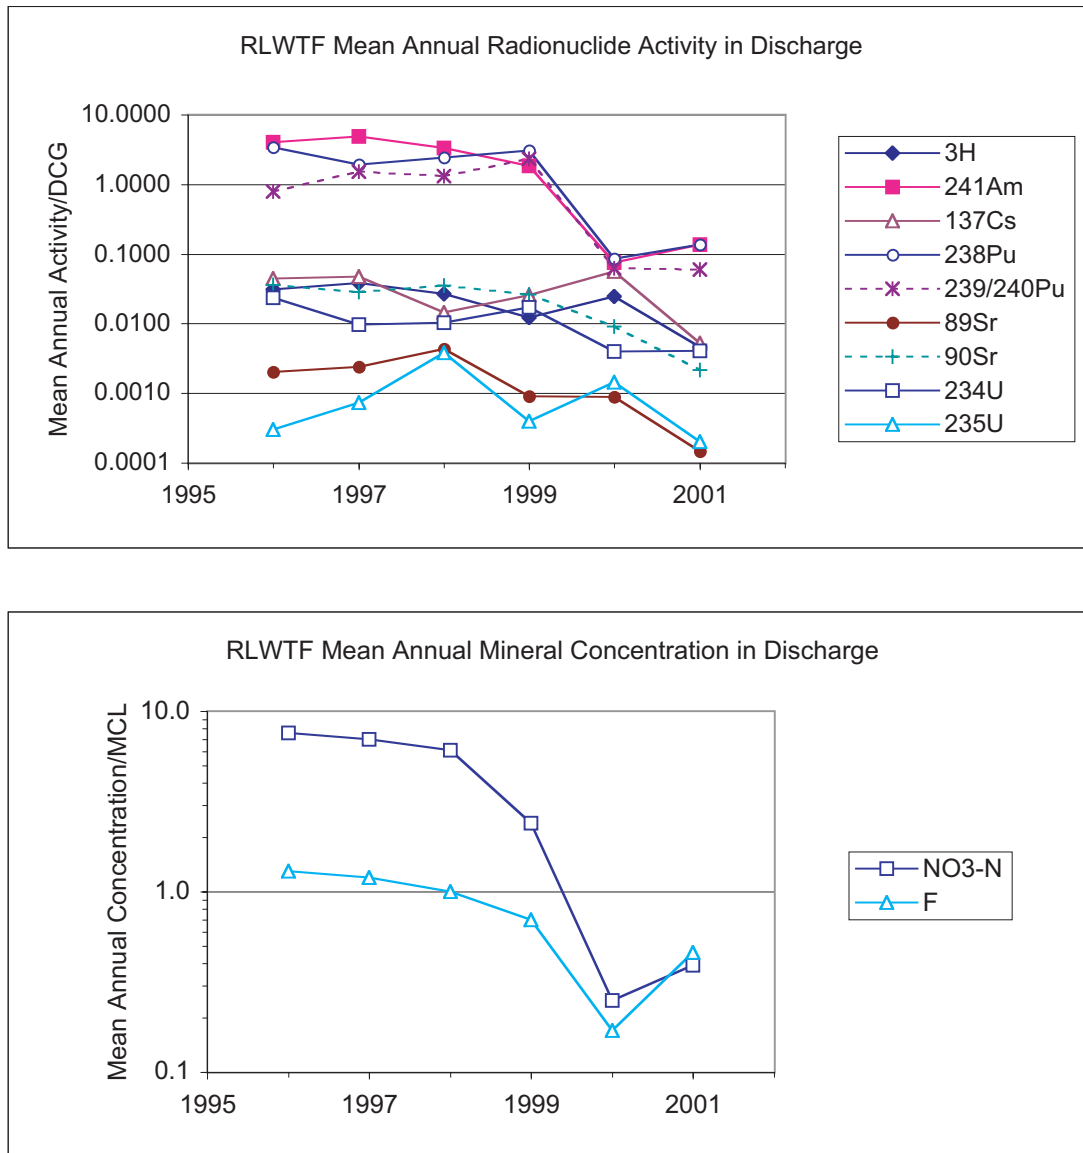 RLWTF Mean Annual Radionuclide Activity in Discharge
Mean Annual Activity/DCG
10.0000
1.0000
0.1000
0.0100
0.0010
0.0001
1995
1997
1999
2001
3H
241Am
137Cs
238Pu
239/240Pu
89Sr
90Sr
234U
235U
RLWTF Mean Annual Mineral Concentration in Discharge
Mean Annual Concentration/MCL
10.0
1.0
0.1
1995
1997
1999
2001
NO3-N
F